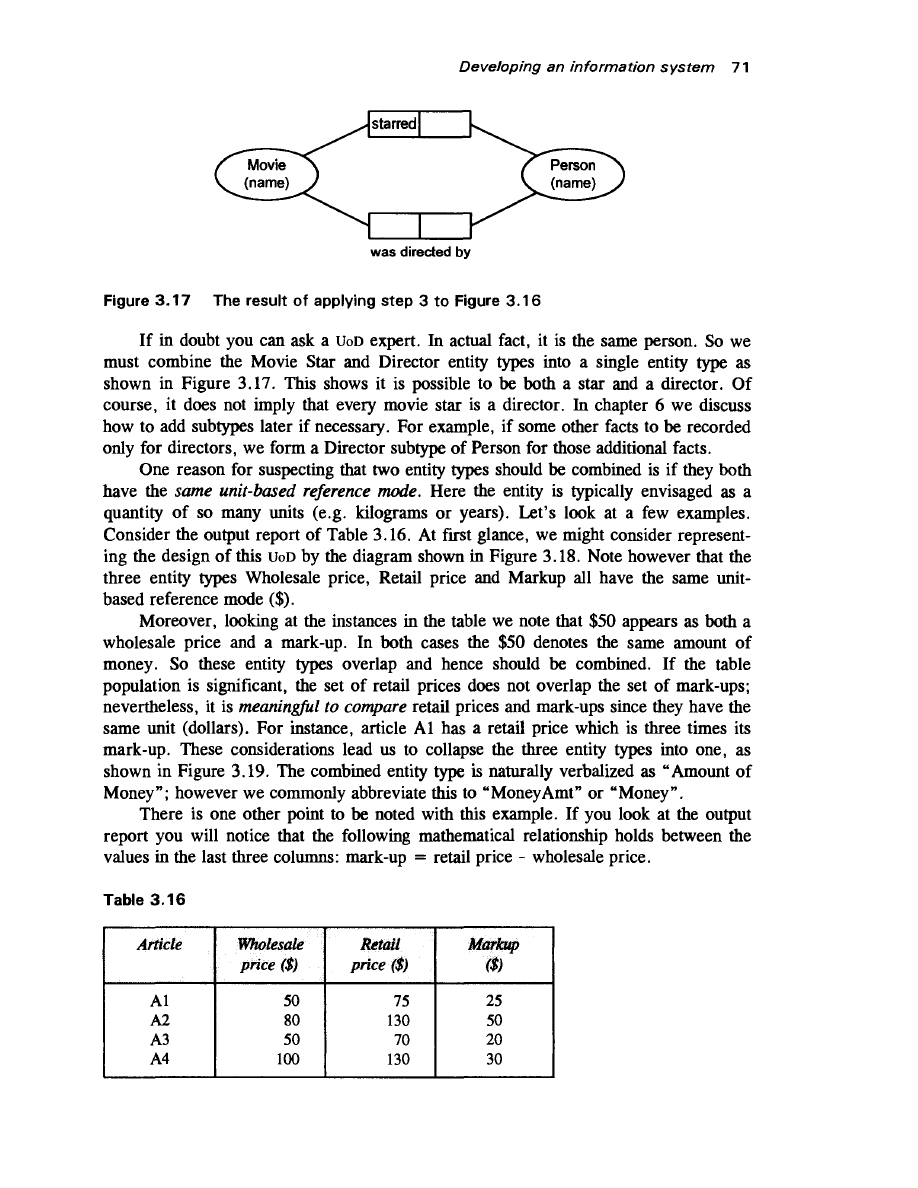 Developing an information system 71
starred
Movie
(name)
Person
(name)
was directed by
Figure 3.17 The result of applying step 3 to Figure 3.16
If in doubt you can ask a UoD expert. In actual fact, it is the same person. So we
must combine the Movie Star and Director entity types into a single entity type as
shown in Figure 3.17. This shows it is possible to be both a star and a director. Of
course, it does not imply that every movie star is a director. In chapter 6 we discuss
how to add subtypes later if necessary. For example, if some other facts to be recorded
only for directors, we form a Director subtype of Person for those additional facts.
One reason for suspecting that two entity types should be combined is if they both
have the same unit-based reference mode. Here the entity is typically envisaged as a
quantity of so many units (e.g. kilograms or years). Let's look at a few examples.
Consider the output report of Table 3.16. At first glance, we might consider represent-
ing the design of this UoD by the diagram shown in Figure 3.18. Note however that the
three entity types Wholesale price, Retail price and Markup all have the same unit-
based reference mode ($).
Moreover, looking at the instances in the table we note that $50 appears as both a
wholesale price and a mark-up. In both cases the $50 denotes the same amount of
money. So these entity types overlap and hence should be combined. If the table
population is significant, the set of retail prices does not overlap the set of mark-ups;
nevertheless, it is meaningful to compare retail prices and mark-ups since they have the
same unit (dollars). For instance, article A1 has a retail price which is three times its
mark-up. These considerations lead us to collapse the three entity types into one, as
shown in Figure 3.19. The combined entity type is naturally verbalized as "Amount of
Money"; however we commonly abbreviate this to "MoneyAmt" or "Money".
There is one other point to be noted with this example. If you look at the output
report you will notice that the following mathematical relationship holds between the
values in the last three columns: mark-up = retail price - wholesale price.
Table 3.16
Article Wholesale Retail Markup
price ($) price ($) ($)
A1 50 75 25
A2 80 130 50
A3 50 70 20
A4 100 130 30